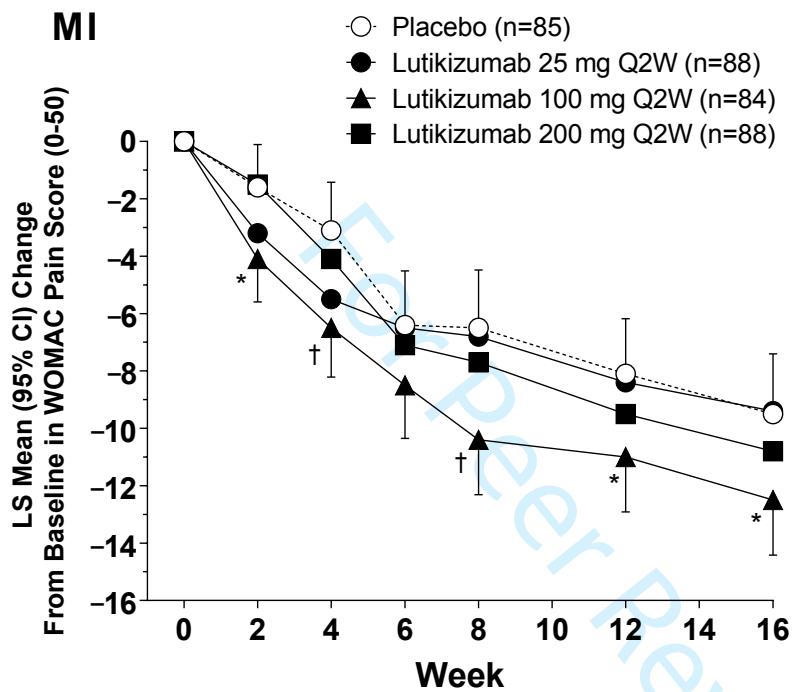 MI
Placebo (n=85)
Lutikizumab 25 mg Q2W (n=88)
Lutikizumab 100 mg Q2W (n=84)
Lutikizumab 200 mg Q2W (n=88)
LS Mean (95% CI) Change
From Baseline in WOMAC Pain Score (0-50)
0
−2
−4
−6
−8
−10
−12
−14
−16
*
†
†
*
*
0 2 4 6 8 10 12 14 16
Week
For Peer Rev